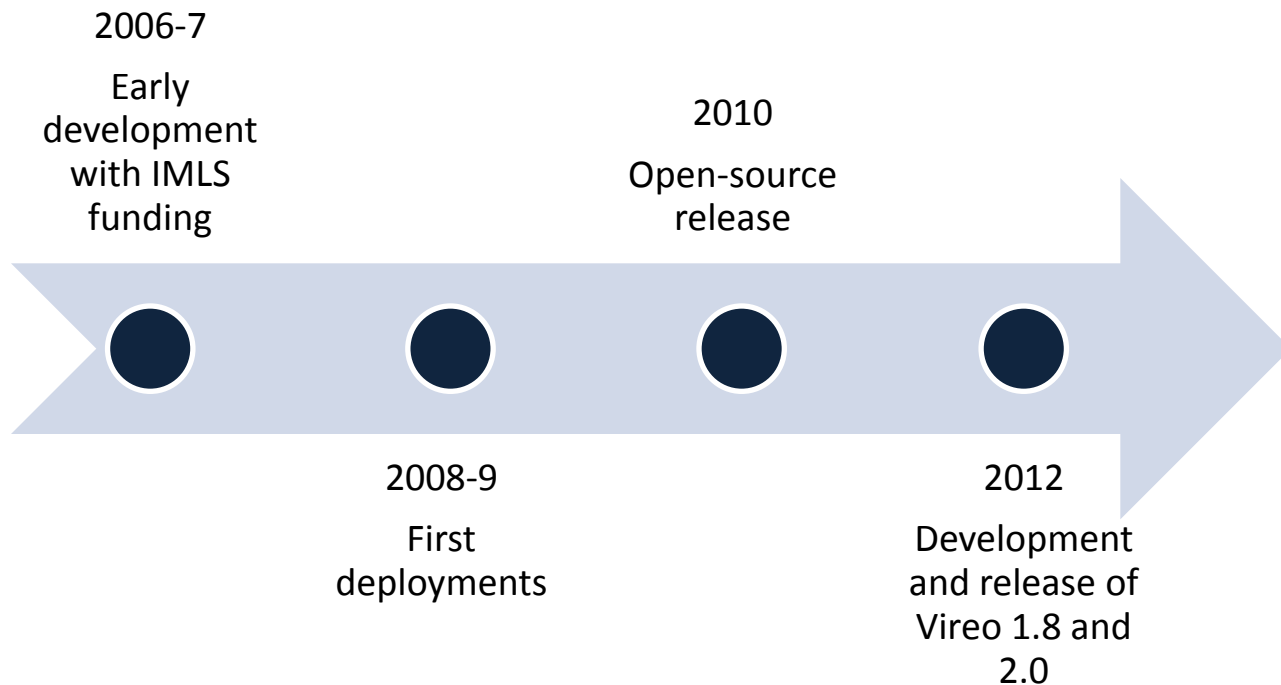 2006-7
Early
development
with IMLS
funding
2008-9
First
deployments
2010
Open-source
release
2012
Development
and release of
Vireo 1.8 and
2.0